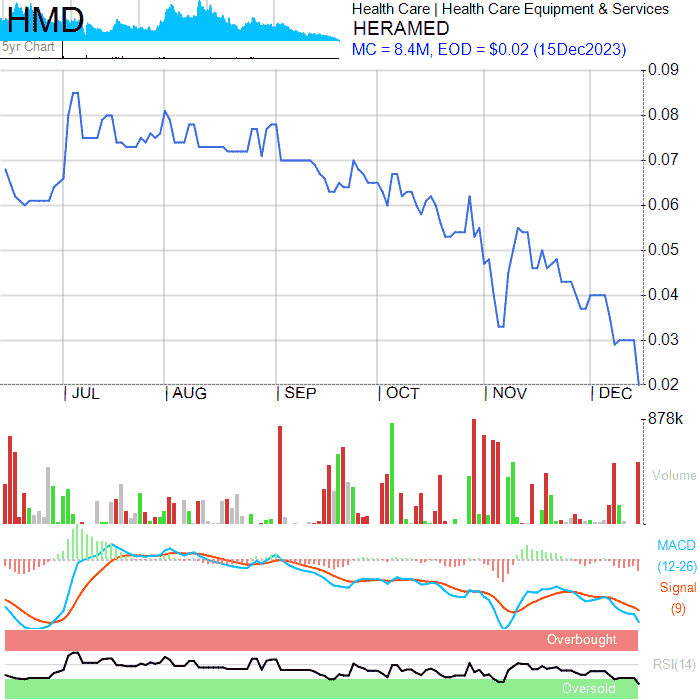 HMD
5yr Chart
Health Care | Health Care Equipment & Services
HERAMED
MC = 8.4M, EOD = $0.02 (15Dec2023)
0.09
0.08
0.07
0.06
0.05
0.04
0.03
0.02
JUL AUG SEP OCT NOV DEC
878k
Volume
MACD
(12-26)
Signal
(9)
Overbought
RSI(14)
Oversold